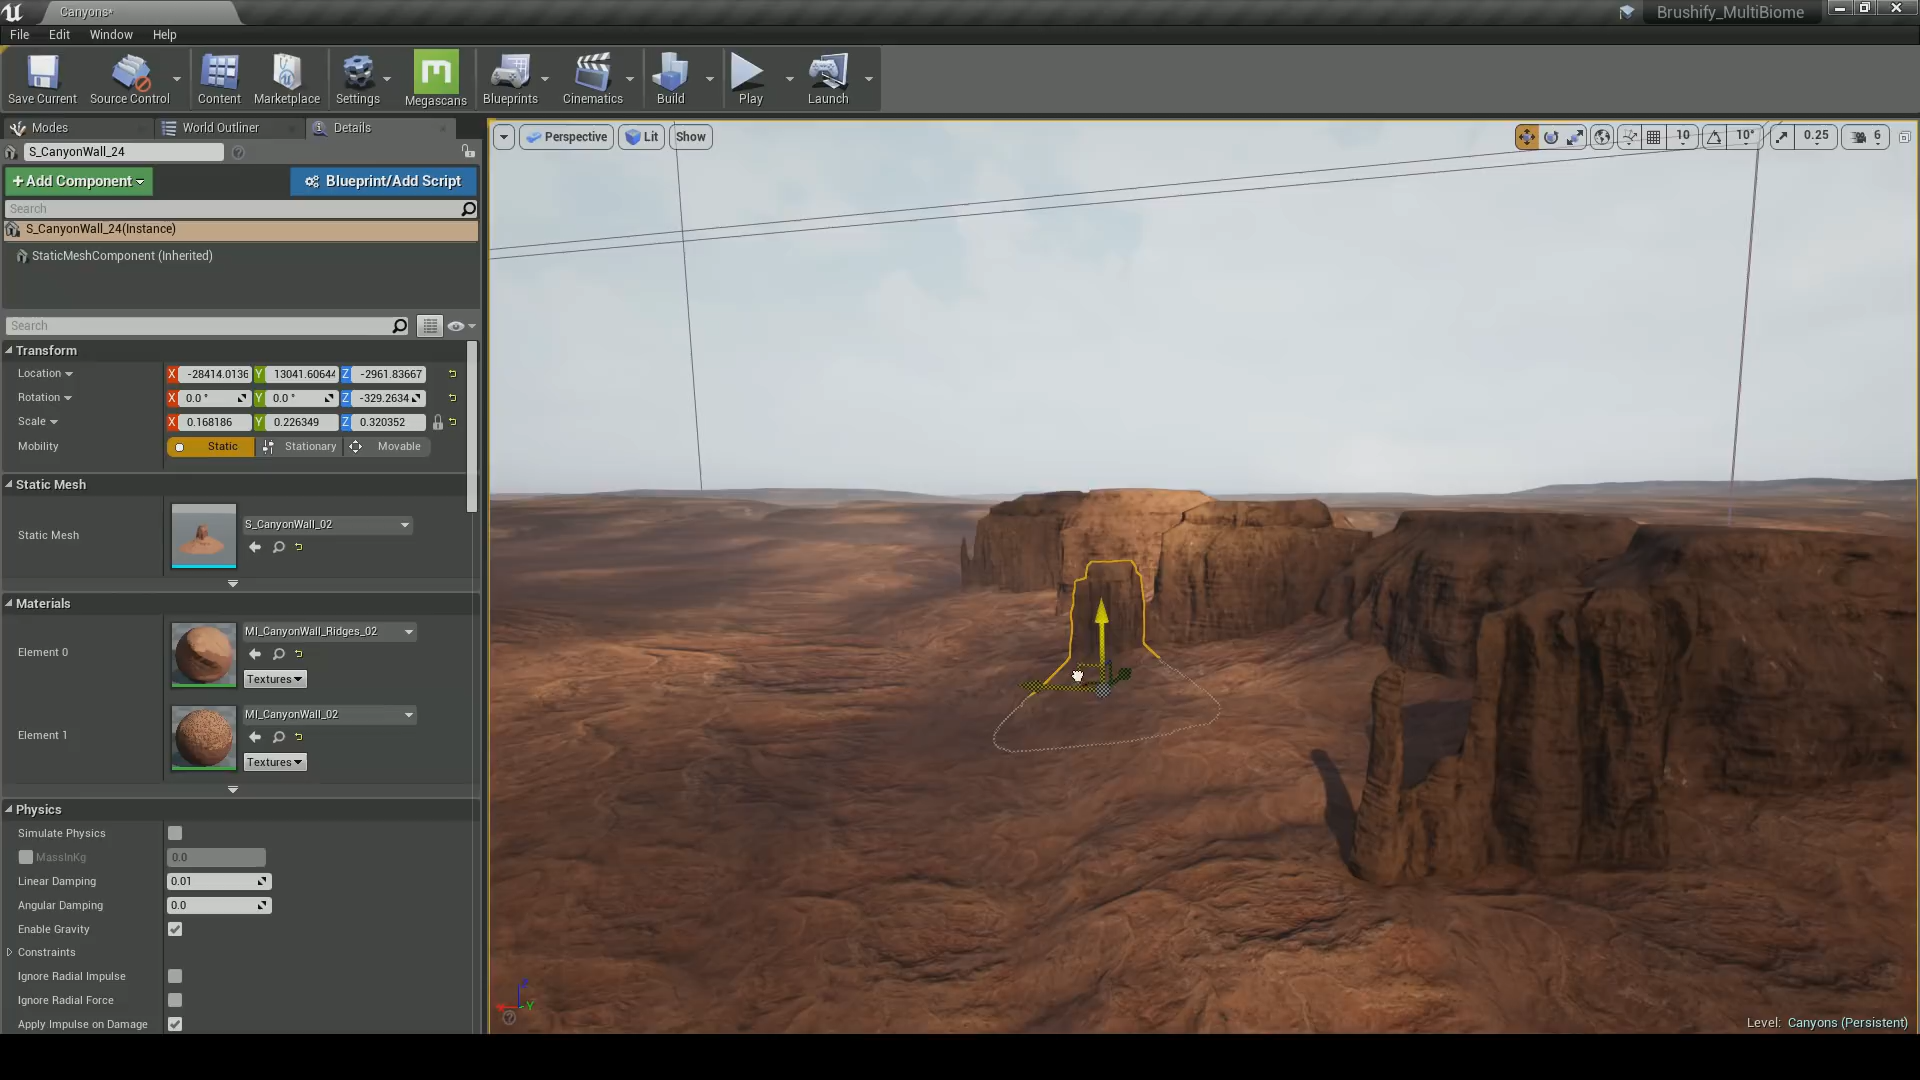 Canyons*
Brushify_MultiBiome
File Edit Window Help
Save Current Source Control Content Marketplace Settings Megascans Blueprints Cinematics Build Play Launch
Modes World Outliner Details
S_CanyonWall_24
+Add Component Blueprint/Add Script
Search
S_CanyonWall_24(Instance)
StaticMeshComponent (Inherited)
Search
Transform
Location X -28414.0136 Y 13041.60644 Z -2961.83667
Rotation X 0.0 ° Y 0.0 ° Z -329.2634
Scale X 0.168186 Y 0.226349 Z 0.320352
Mobility Static Stationary Movable
Static Mesh
Static Mesh S_CanyonWall_02
Materials
Element 0 MI_CanyonWall_Ridges_02
Textures
Element 1 MI_CanyonWall_02
Textures
Physics
Simulate Physics
MassInKg 0.0
Linear Damping 0.01
Angular Damping 0.0
Enable Gravity
Constraints
Ignore Radial Impulse
Ignore Radial Force
Apply Impulse on Damage
Perspective Lit Show 10 10° 0.25 6
Z
Y
Level: Canyons (Persistent)